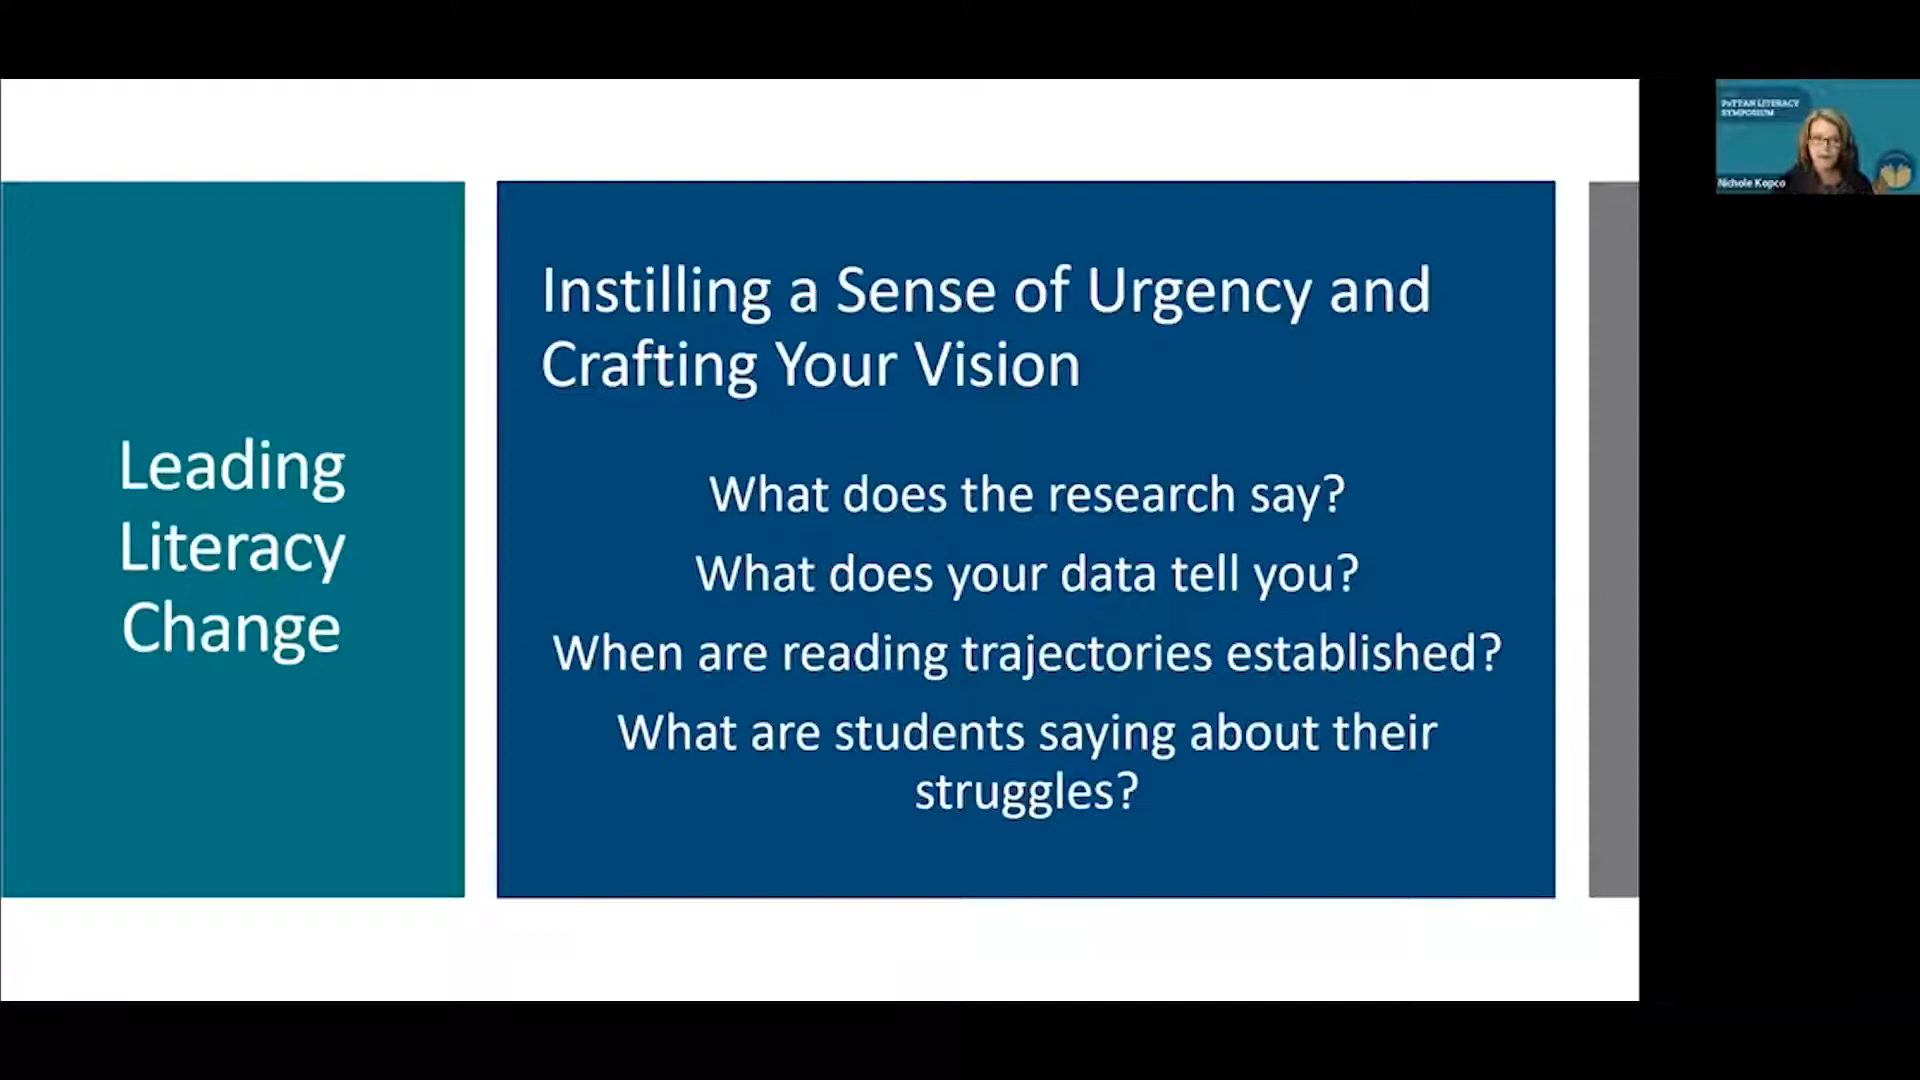 Leading
Literacy
Change
Instilling a Sense of Urgency and
Crafting Your Vision
What does the research say?
What does your data tell you?
When are reading trajectories established?
What are students saying about their
struggles?
PaTTAN LITERACY
SYMPOSIUM
Nichole Kopco